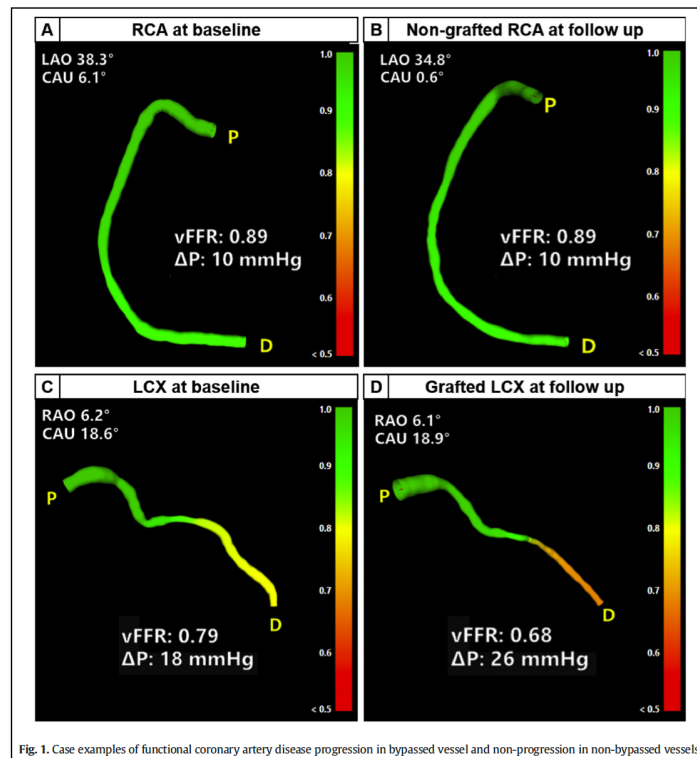 A RCA at baseline
LAO 38.3°
CAU 6.1°
P
vFFR: 0.89
ΔP: 10 mmHg
D
1.0
0.9
0.8
0.7
0.6
< 0.5
B Non-grafted RCA at follow up
LAO 34.8°
CAU 0.6°
P
vFFR: 0.89
ΔP: 10 mmHg
D
1.0
0.9
0.8
0.7
0.6
< 0.5
C LCX at baseline
RAO 6.2°
CAU 18.6°
P
D
vFFR: 0.79
ΔP: 18 mmHg
1.0
0.9
0.8
0.7
0.6
< 0.5
D Grafted LCX at follow up
RAO 6.1°
CAU 18.9°
P
D
vFFR: 0.68
ΔP: 26 mmHg
1.0
0.9
0.8
0.7
0.6
< 0.5
Fig. 1. Case examples of functional coronary artery disease progression in bypassed vessel and non-progression in non-bypassed vessels